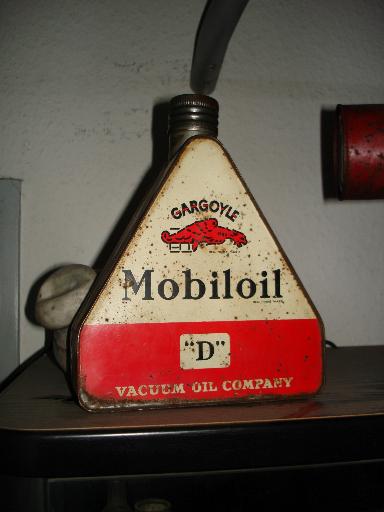 GARGOYLE
Mobiloil
"D"
VACUUM OIL COMPANY